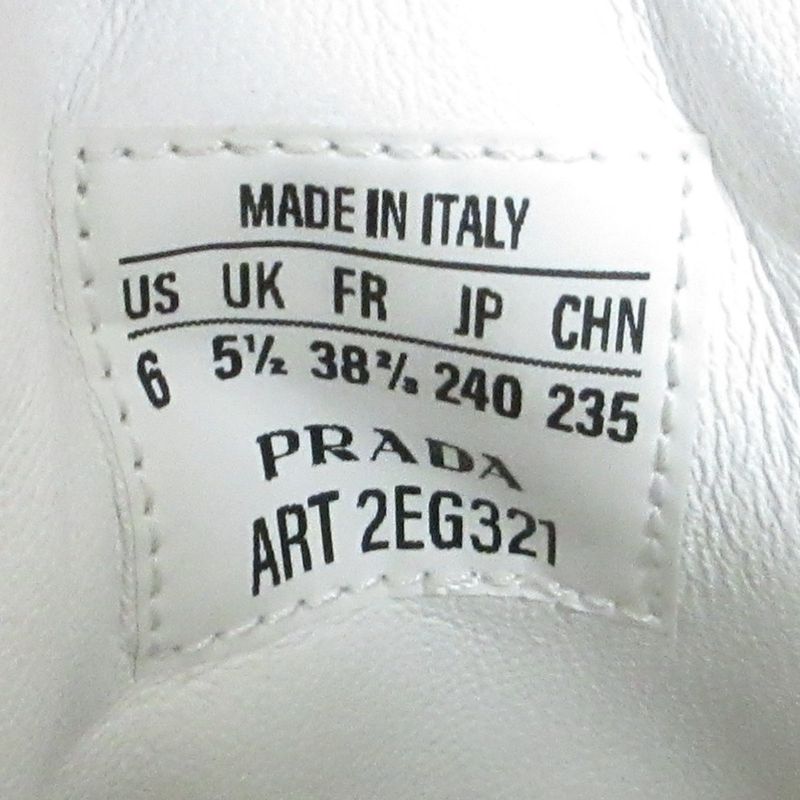 MADE IN ITALY
US UK FR JP CHN
6 5½ 38⅔ 240 235
PRADA
ART 2EG321